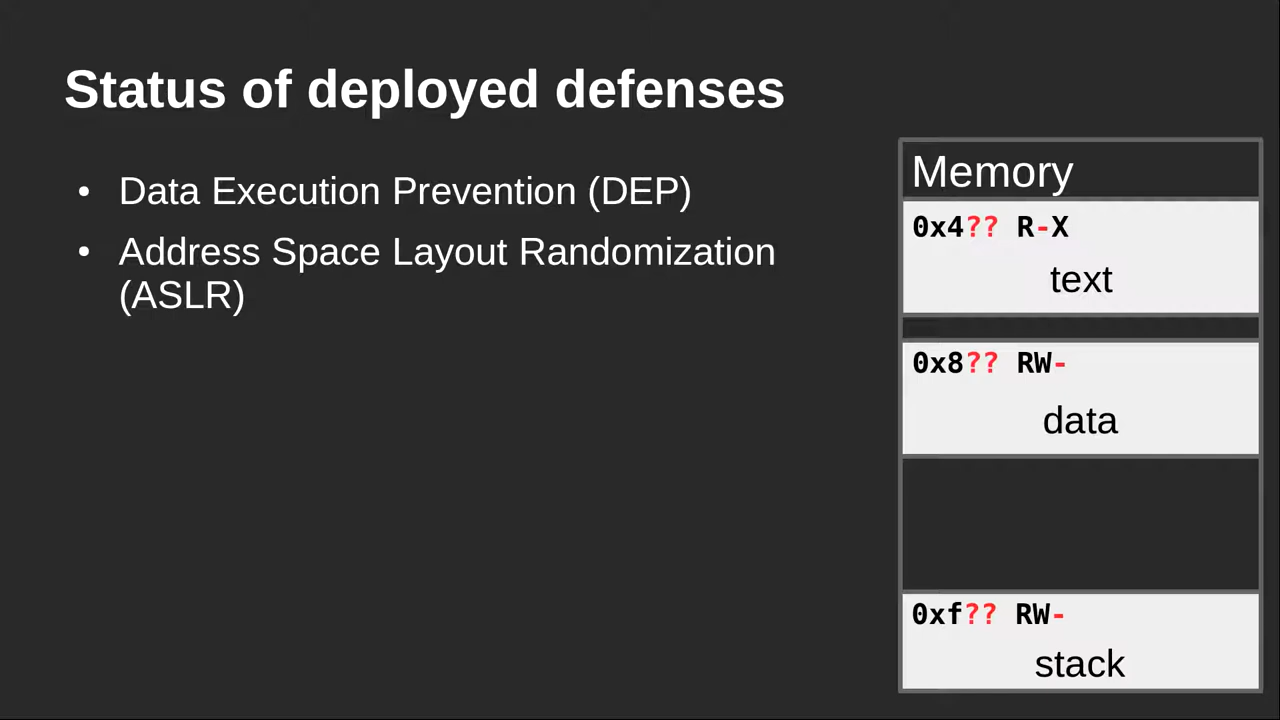 Status of deployed defenses
• Data Execution Prevention (DEP)
• Address Space Layout Randomization
(ASLR)
Memory
0x4?? R-X
text
0x8?? RW-
data
0xf?? RW-
stack